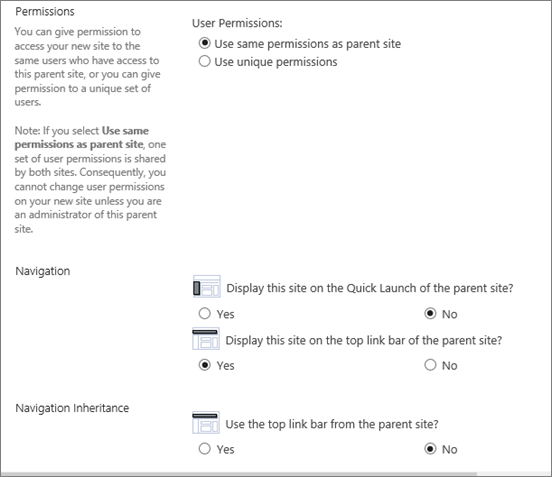 Permissions
You can give permission to
access your new site to the
same users who have access to
this parent site, or you can give
permission to a unique set of
users.
Note: If you select Use same
permissions as parent site, one
set of user permissions is shared
by both sites. Consequently, you
cannot change user permissions
on your new site unless you are
an administrator of this parent
site.
User Permissions:
Use same permissions as parent site
Use unique permissions
Navigation
Display this site on the Quick Launch of the parent site?
Yes No
Display this site on the top link bar of the parent site?
Yes No
Navigation Inheritance
Use the top link bar from the parent site?
Yes No